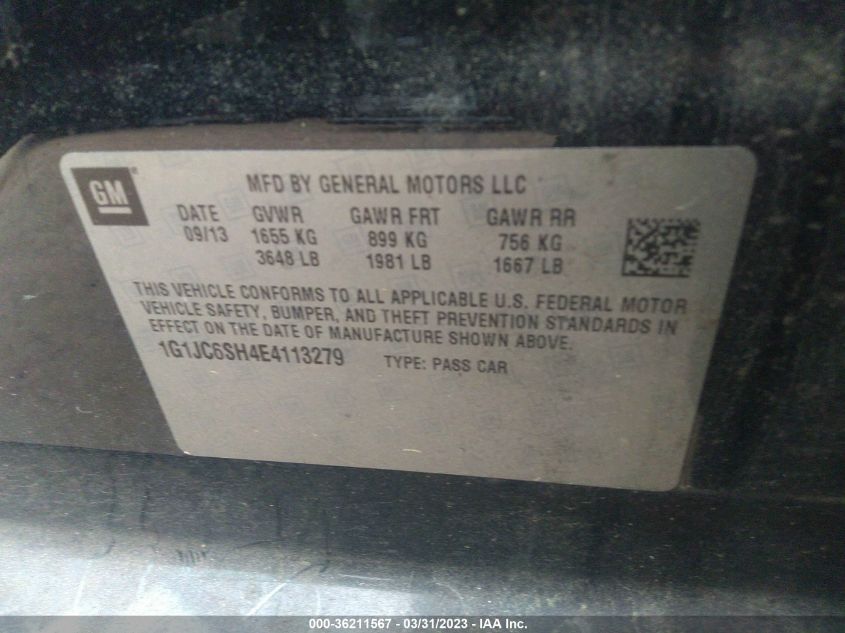 GM ®
MFD BY GENERAL MOTORS LLC
DATE GVWR GAWR FRT GAWR RR
09/13 1655 KG 899 KG 756 KG
3648 LB 1981 LB 1667 LB
THIS VEHICLE CONFORMS TO ALL APPLICABLE U.S. FEDERAL MOTOR
VEHICLE SAFETY, BUMPER, AND THEFT PREVENTION STANDARDS IN
EFFECT ON THE DATE OF MANUFACTURE SHOWN ABOVE.
1G1JC6SH4E4113279 TYPE: PASS CAR
000-36211567 - 03/31/2023 - IAA Inc.